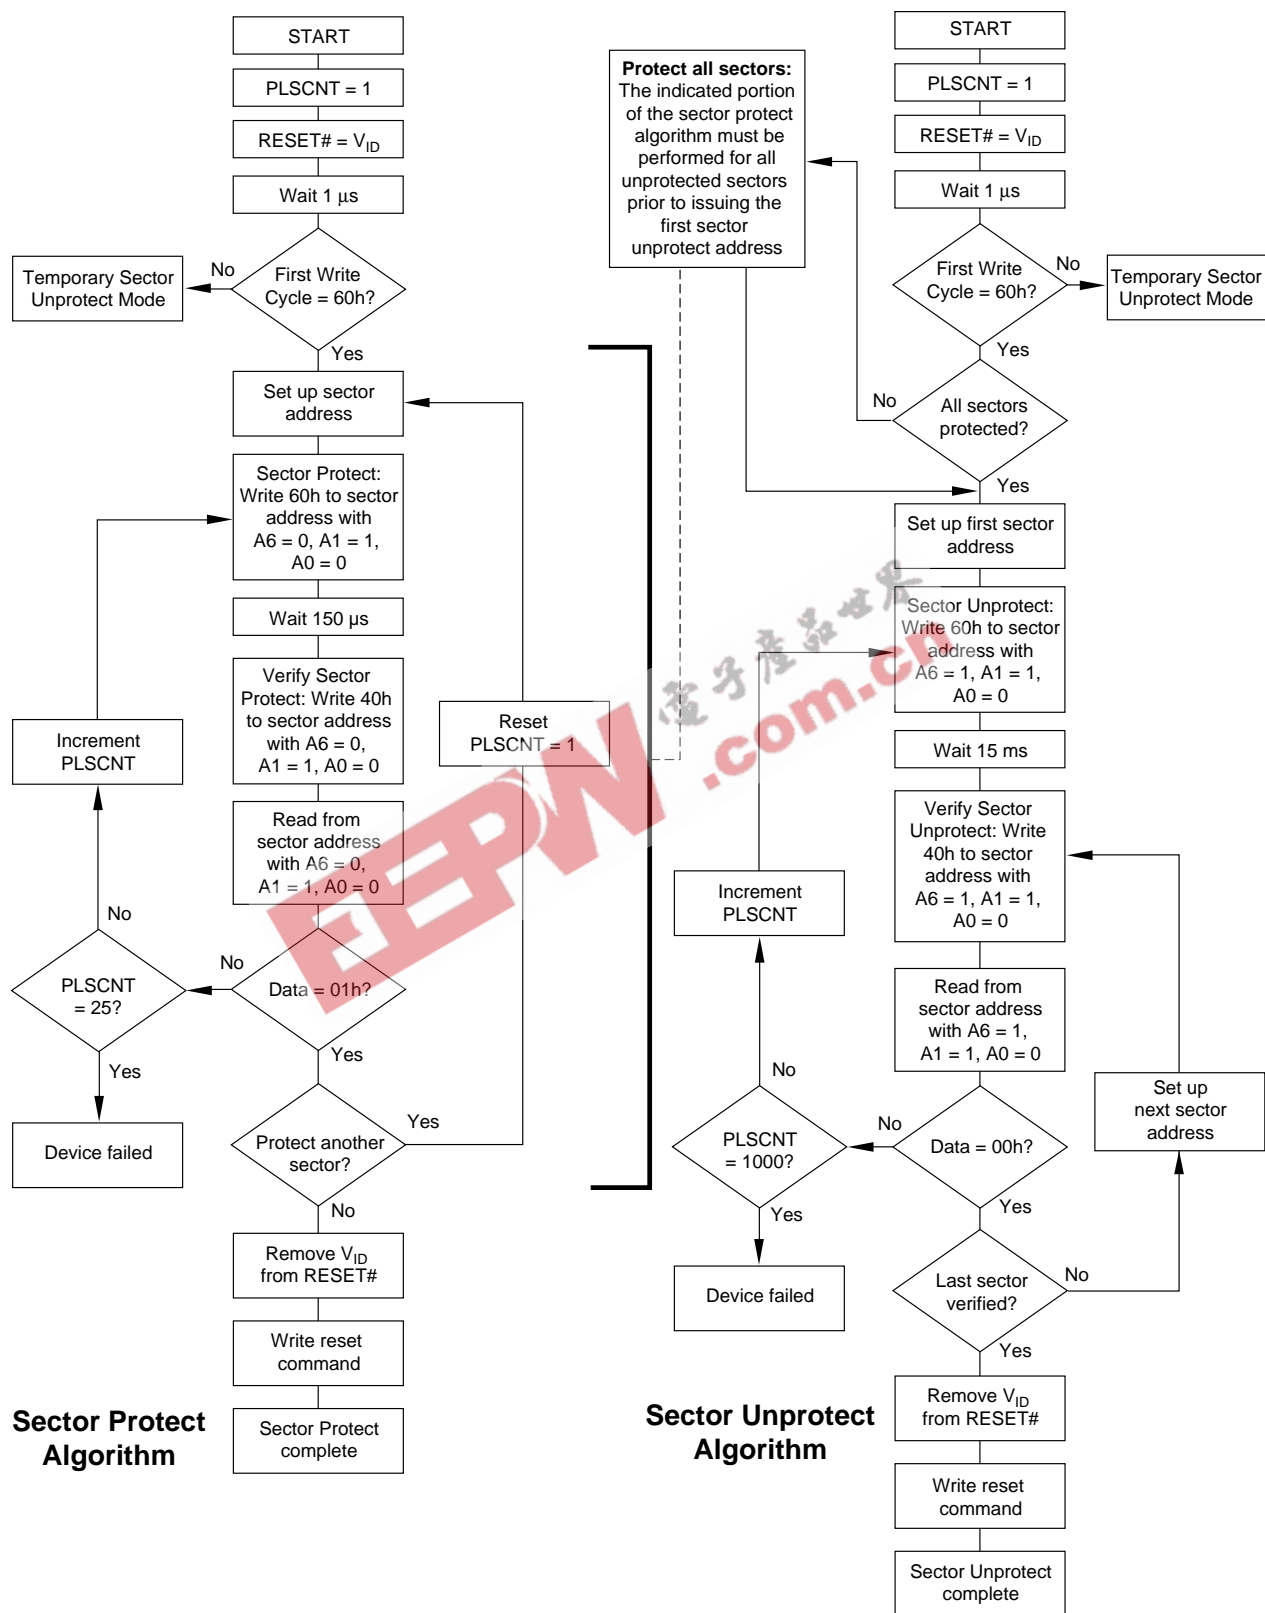 START
PLSCNT = 1
RESET# = VID
Wait 1 μs
First Write
Cycle = 60h?
No
Temporary Sector
Unprotect Mode
Yes
Set up sector
address
Sector Protect:
Write 60h to sector
address with
A6 = 0, A1 = 1,
A0 = 0
Wait 150 µs
Verify Sector
Protect: Write 40h
to sector address
with A6 = 0,
A1 = 1, A0 = 0
Increment
PLSCNT
Reset
PLSCNT = 1
Read from
sector address
with A6 = 0,
A1 = 1, A0 = 0
No
PLSCNT
= 25?
No
Data = 01h?
Yes
Yes
Device failed
Protect another
sector?
Yes
No
Remove VID
from RESET#
Write reset
command
Sector Protect
complete
Sector Protect
Algorithm
Protect all sectors:
The indicated portion
of the sector protect
algorithm must be
performed for all
unprotected sectors
prior to issuing the
first sector
unprotect address
START
PLSCNT = 1
RESET# = VID
Wait 1 μs
First Write
Cycle = 60h?
No
Temporary Sector
Unprotect Mode
Yes
No
All sectors
protected?
Yes
Set up first sector
address
Sector Unprotect:
Write 60h to sector
address with
A6 = 1, A1 = 1,
A0 = 0
Wait 15 ms
Verify Sector
Unprotect: Write
40h to sector
address with
A6 = 1, A1 = 1,
A0 = 0
Increment
PLSCNT
Read from
sector address
with A6 = 1,
A1 = 1, A0 = 0
Set up
next sector
address
No
PLSCNT
= 1000?
No
Data = 00h?
Yes
Yes
Device failed
Last sector
verified?
No
Yes
Remove VID
from RESET#
Write reset
command
Sector Unprotect
complete
Sector Unprotect
Algorithm
EEPW
電子產品世界
.com.cn